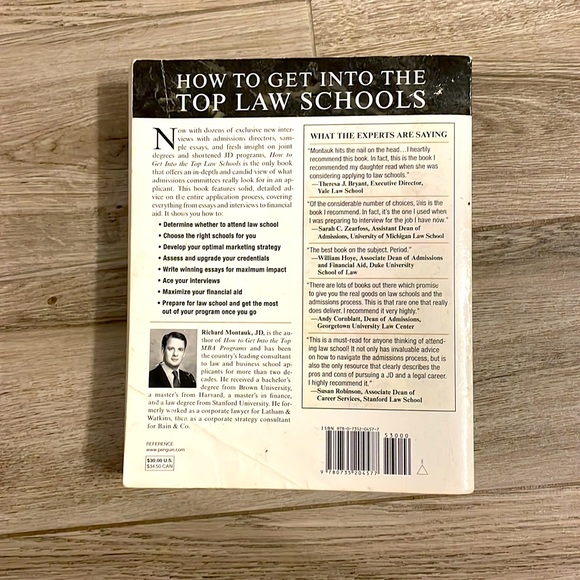 HOW TO GET INTO THE
TOP LAW SCHOOLS
Now with dozens of exclusive new inter-
views with admissions directors, sam-
ple essays, and fresh insight on joint
degrees and shortened JD programs, How to
Get Into the Top Law Schools is the only book
that offers an in-depth and candid view of what
admissions committees really look for in an ap-
plicant. This book features solid, detailed ad-
vice on the entire application process, covering
everything from essays and interviews to financial
aid. It shows you how to:
• Determine whether to attend law school
• Choose the right schools for you
• Develop your optimal marketing strategy
• Assess and upgrade your credentials
• Write winning essays for maximum impact
• Ace your interviews
• Maximize your financial aid
• Prepare for law school and get the most
out of your program once you go
Richard Montauk, JD, is the au-
thor of How to Get Into the Top
MBA Programs and has been
the country's leading consultant
to law and business school ap-
plicants for more than two de-
cades. He received a bachelor's
degree from Brown University, a
master's from Harvard, a master's in finance,
and a law degree from Stanford University. He for-
merly worked as a corporate lawyer for Latham &
Watkins, then as a corporate strategy consultant
for Bain & Co.
REFERENCE
www.penguin.com
$30.00 U.S.
$34.50 CAN
WHAT THE EXPERTS ARE SAYING
"Montauk hits the nail on the head...I heartily
recommend this book. In fact, it's the one I
recommended my daughter read when she was
considering applying to law schools."
—Theresa J. Bryant, Executive Director,
Yale Law School
"Of the considerable number of choices, this is the
book I recommend. In fact, it's the one I used when
I was preparing to interview for the job I have now."
—Sarah C. Zearfoss, Assistant Dean of
Admissions, University of Michigan Law School
"The best book on the subject. Period."
—William Hoye, Associate Dean of Admissions
and Financial Aid, Duke University
School of Law
"There are lots of books out there which promise
to give you the real goods on law schools and the
admissions process. This is that rare one that really
does deliver. I recommend it very highly."
—Andy Cornblatt, Dean of Admissions,
Georgetown University Law Center
"This is a must-read for anyone thinking of attend-
ing law school! It not only has invaluable advice
on how to navigate the admissions process, but is
also the only resource that clearly describes the
pros and cons of pursuing a JD and a legal career.
I highly recommend it."
—Susan Robinson, Associate Dean of
Career Services, Stanford Law School
ISBN 978-0-7352-0457-7
53000
9 780735 204577